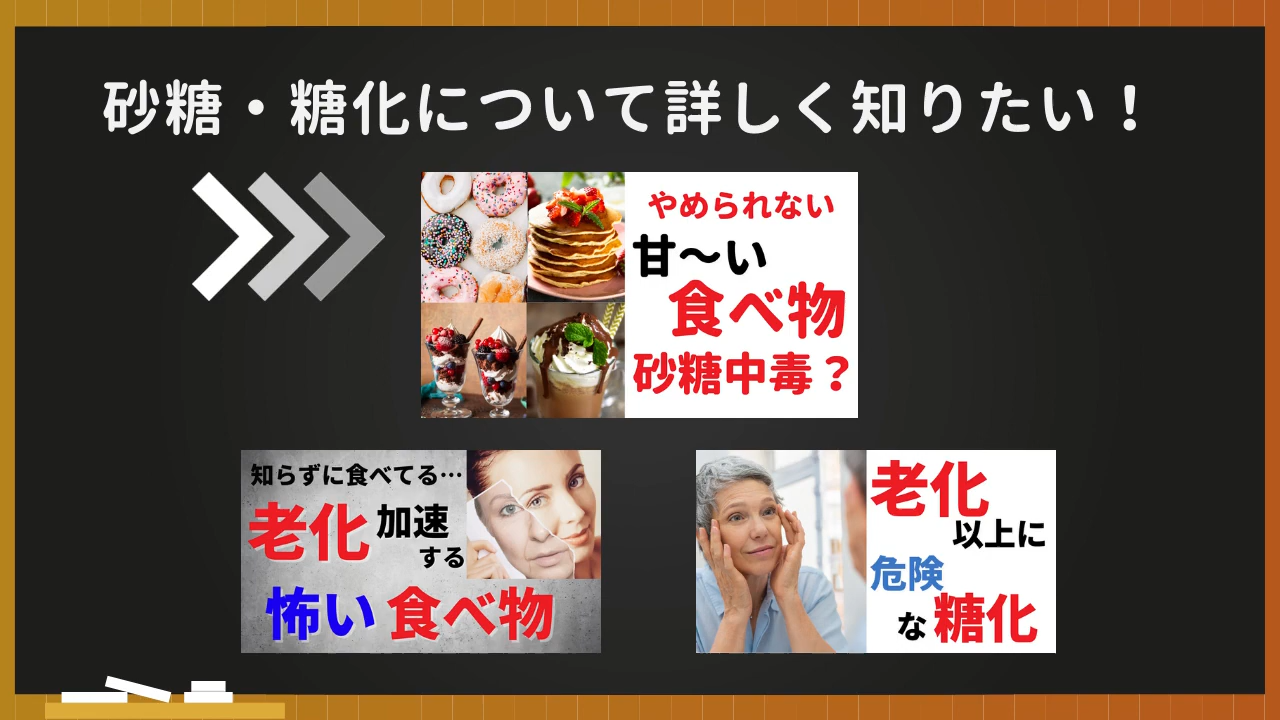 砂糖・糖化について詳しく知りたい！
やめられない
甘～い
食べ物
砂糖中毒？
知らずに食べてる…
老化 加速
する
怖い 食べ物
老化
以上に
危険
な 糖化